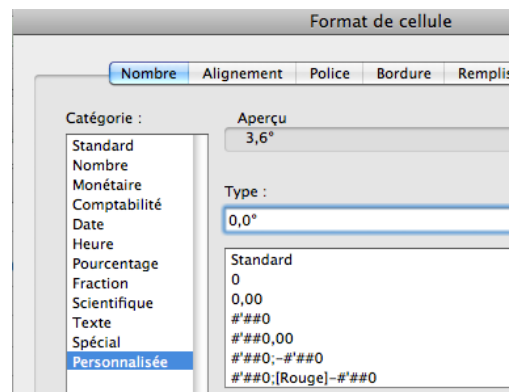 Format de cellule
Nombre Alignement Police Bordure
Catégorie :
Standard
Nombre
Monétaire
Comptabilité
Date
Heure
Pourcentage
Fraction
Scientifique
Texte
Spécial
Personnalisée
Aperçu
3,6°
Type :
0,0°
Standard
0
0,00
#'##0
#'##0,00
#'##0;-#'##0
#'##0;[Rouge]-#'##0